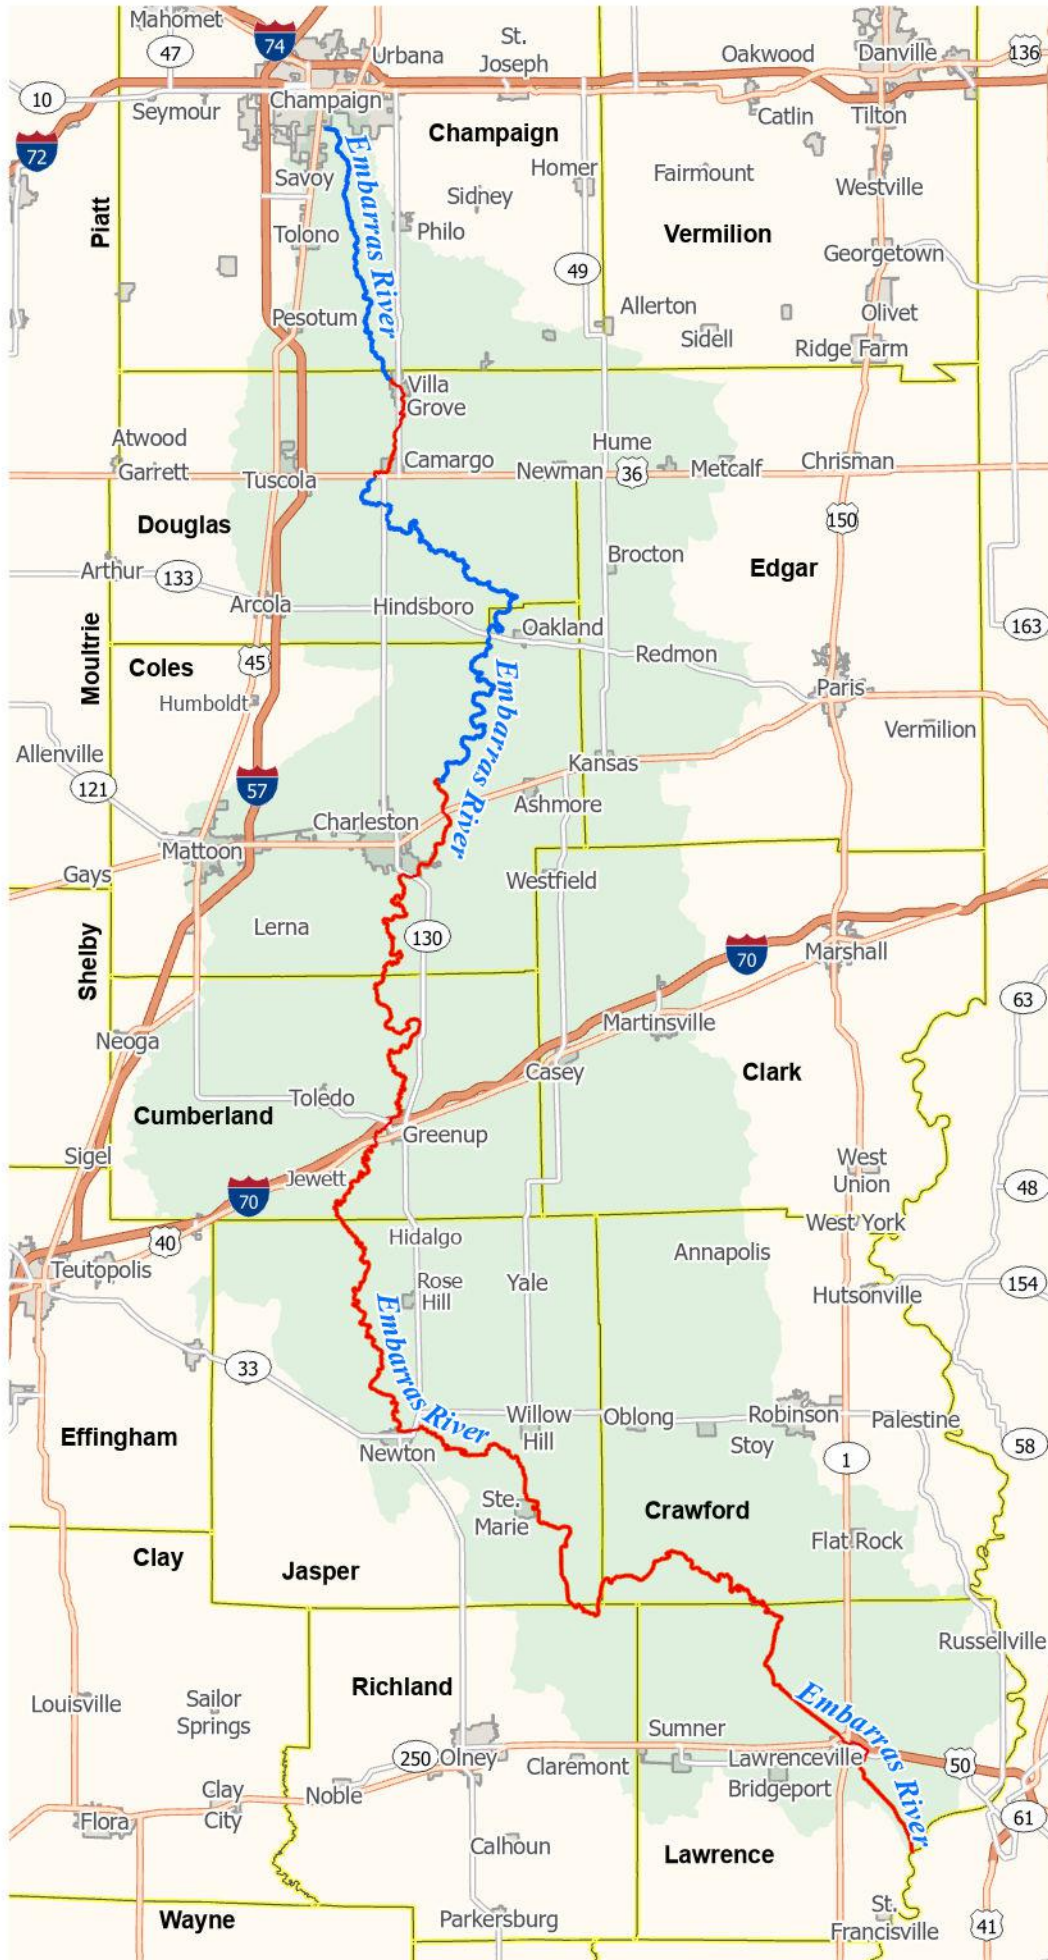 Mahomet
47
74
Urbana
St.
Joseph
Oakwood
Danville
136
10
Seymour
Champaign
Champaign
Catlin
Tilton
72
Savoy
Homer
Fairmount
Westville
Sidney
Piatt
Tolono
Philo
Embarras River
Vermilion
Georgetown
49
Allerton
Olivet
Pesotum
Sidell
Ridge Farm
Villa
Grove
Atwood
Garrett
Tuscola
Camargo
Newman
Hume
36
Metcalf
Chrisman
Douglas
150
Brocton
Edgar
Arthur
133
Arcola
Hindsboro
Oakland
163
Moultrie
Coles
45
Redmon
Humboldt
Embarras River
Paris
Vermilion
Allenville
121
57
Kansas
Ashmore
Charleston
Mattoon
Gays
Westfield
Lerna
130
Shelby
70
Marshall
63
Neoga
Martinsville
Casey
Clark
Toledo
Cumberland
Greenup
Sigel
Jewett
70
West
Union
48
40
Hidalgo
West York
Annapolis
Teutopolis
Rose
Hill
Yale
Hutsonville
154
Embarras River
33
Effingham
Newton
Willow
Hill
Oblong
Robinson
Stoy
Palestine
58
1
Ste.
Marie
Crawford
Flat Rock
Clay
Jasper
Russellville
Richland
Louisville
Sailor
Springs
Embarras River
Sumner
250
Olney
Claremont
Lawrenceville
Bridgeport
50
Noble
Clay
City
Flora
61
Calhoun
Lawrence
Wayne
Parkersburg
St.
Francisville
41